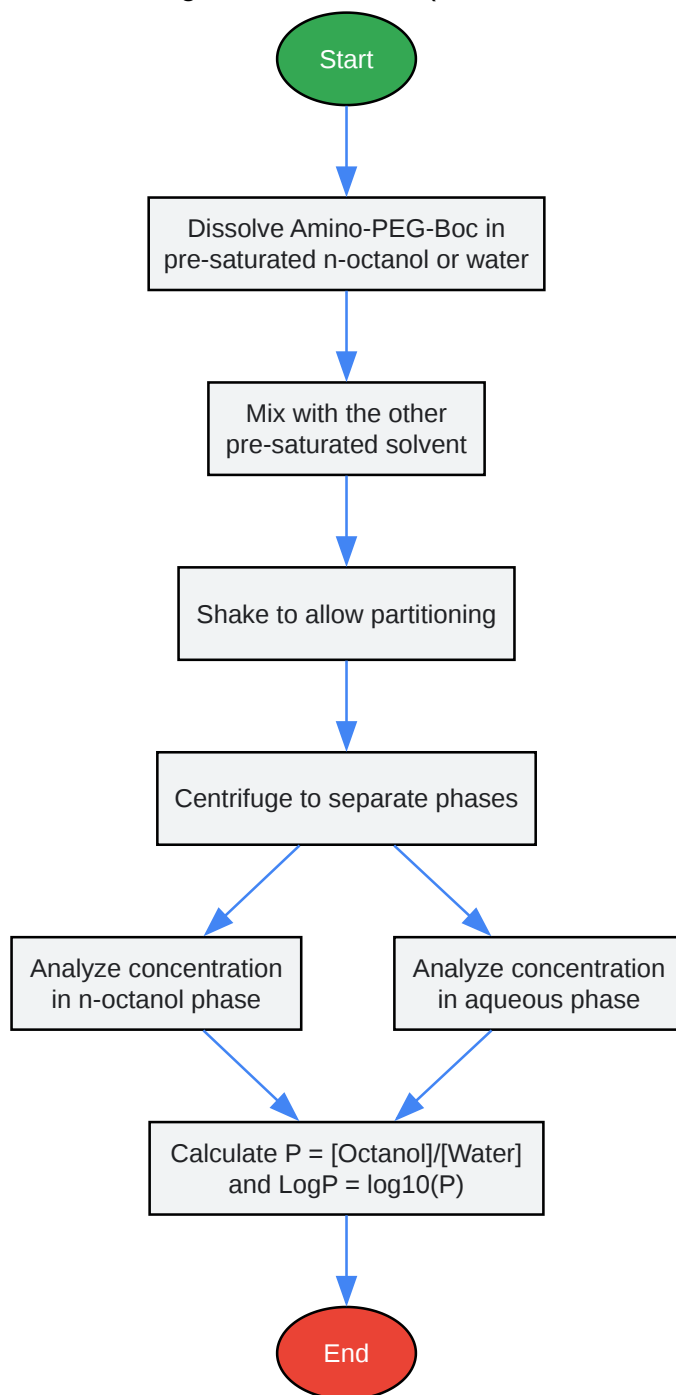 Start
Dissolve Amino-PEG-Boc in
pre-saturated n-octanol or water
Mix with the other
pre-saturated solvent
Shake to allow partitioning
Centrifuge to separate phases
Analyze concentration
in n-octanol phase
Analyze concentration
in aqueous phase
Calculate P = [Octanol]/[Water]
and LogP = log10(P)
End